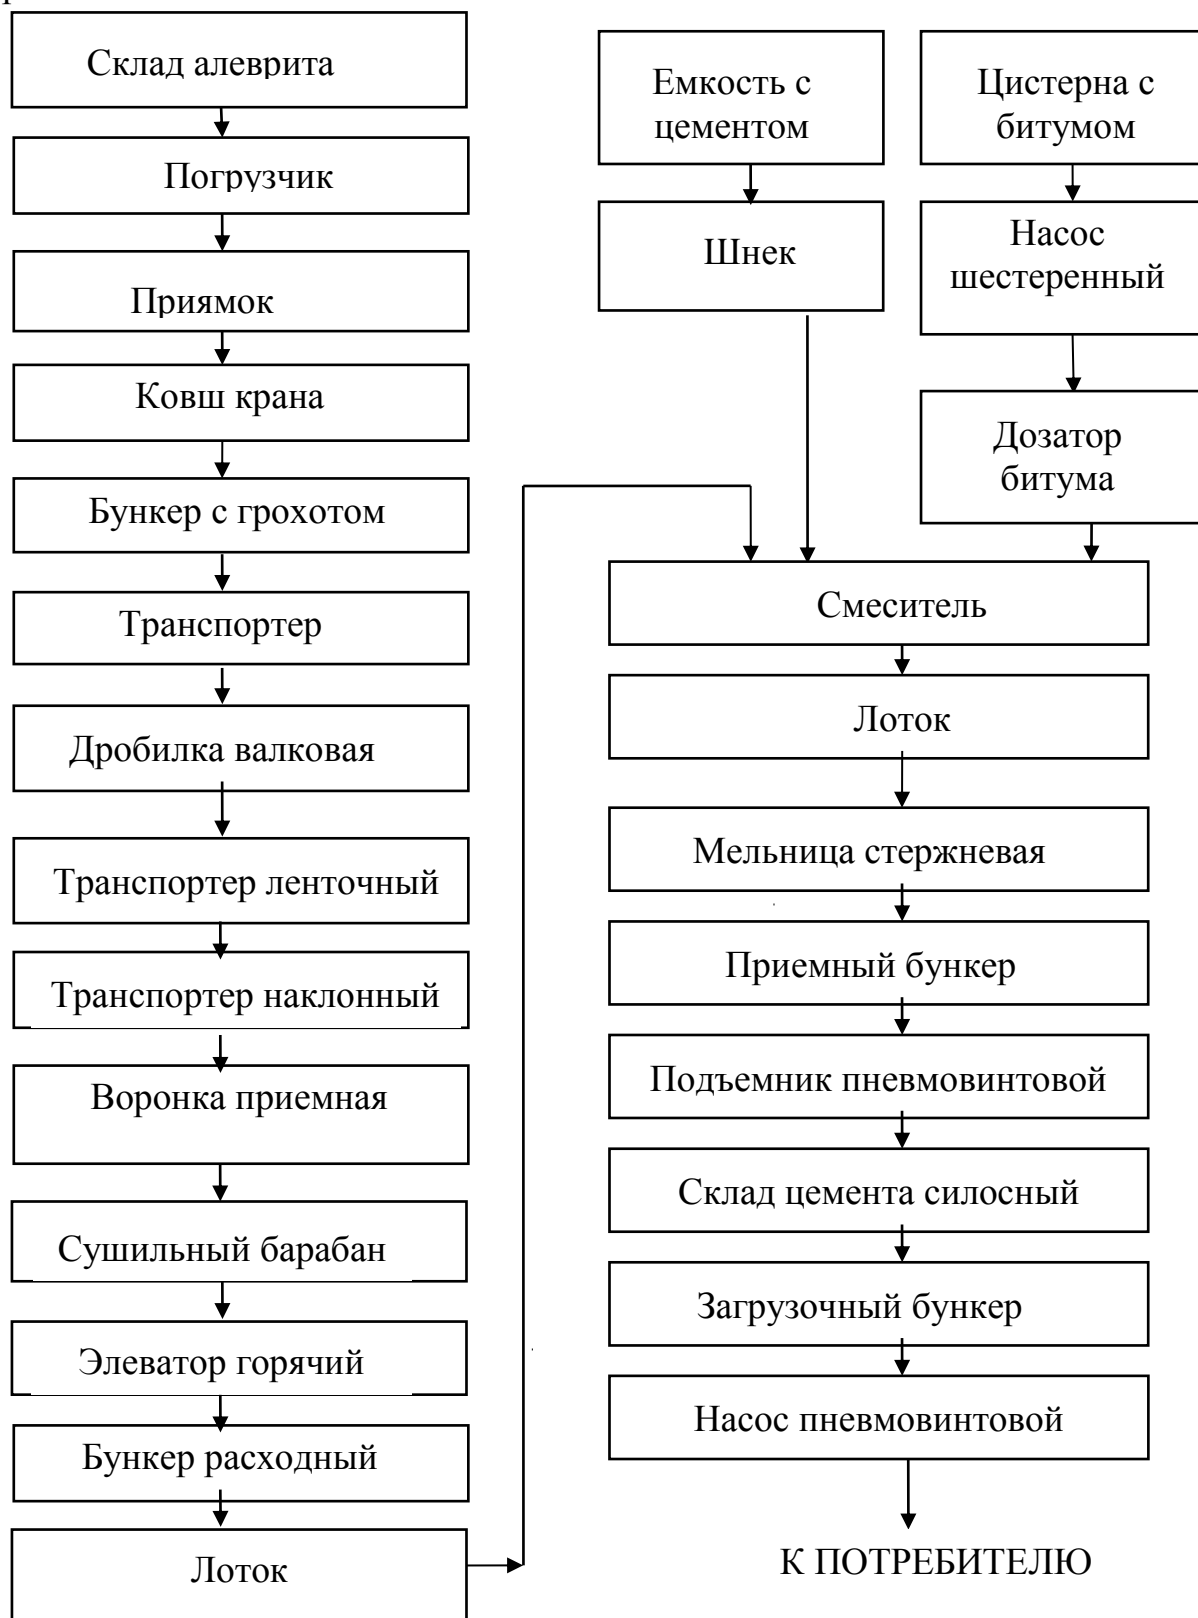 Склад алеврита
Погрузчик
Приямок
Ковш крана
Бункер с грохотом
Транспортер
Дробилка валковая
Транспортер ленточный
Транспортер наклонный
Воронка приемная
Сушильный барабан
Элеватор горячий
Бункер расходный
Лоток
Емкость с
цементом
Шнек
Цистерна с
битумом
Насос
шестеренный
Дозатор
битума
Смеситель
Лоток
Мельница стержневая
Приемный бункер
Подъемник пневмовинтовой
Склад цемента силосный
Загрузочный бункер
Насос пневмовинтовой
К ПОТРЕБИТЕЛЮ